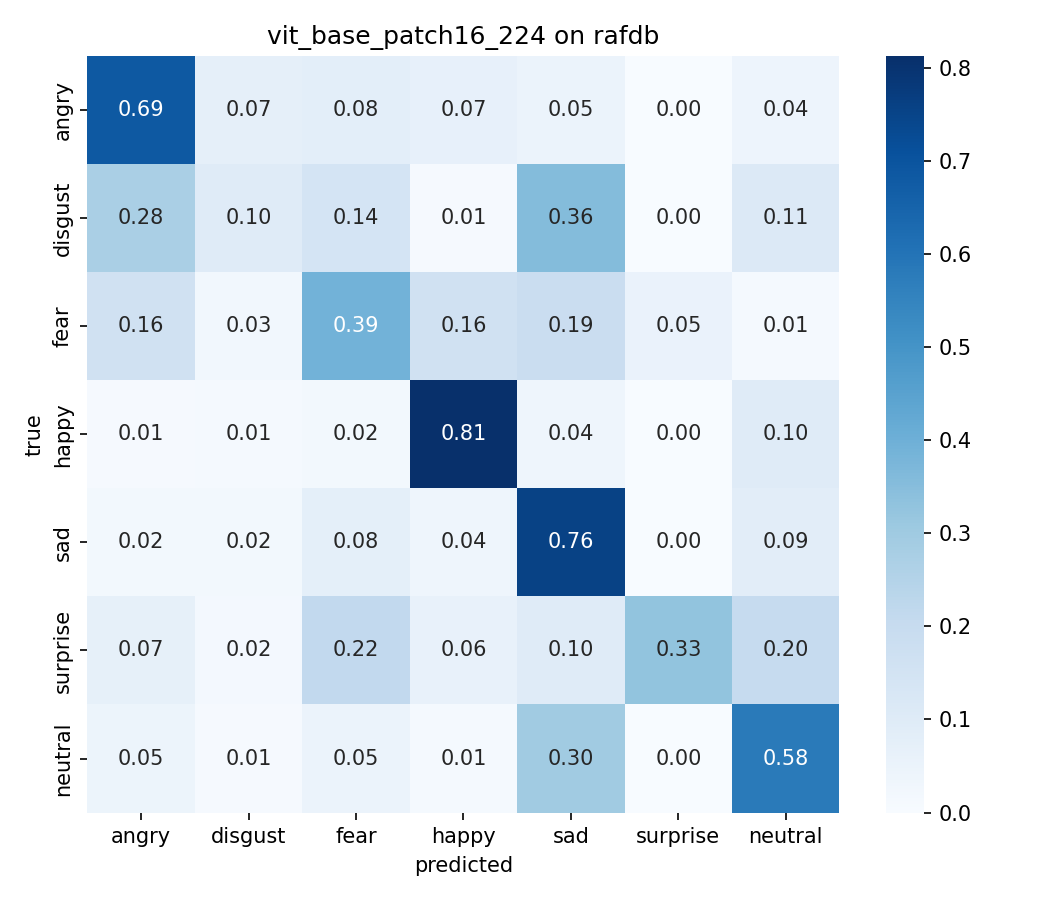 vit_base_patch16_224 on rafdb
angry 0.69 0.07 0.08 0.07 0.05 0.00 0.04
disgust 0.28 0.10 0.14 0.01 0.36 0.00 0.11
fear 0.16 0.03 0.39 0.16 0.19 0.05 0.01
true
happy 0.01 0.01 0.02 0.81 0.04 0.00 0.10
sad 0.02 0.02 0.08 0.04 0.76 0.00 0.09
surprise 0.07 0.02 0.22 0.06 0.10 0.33 0.20
neutral 0.05 0.01 0.05 0.01 0.30 0.00 0.58
angry disgust fear happy sad surprise neutral
predicted
0.8
0.7
0.6
0.5
0.4
0.3
0.2
0.1
0.0